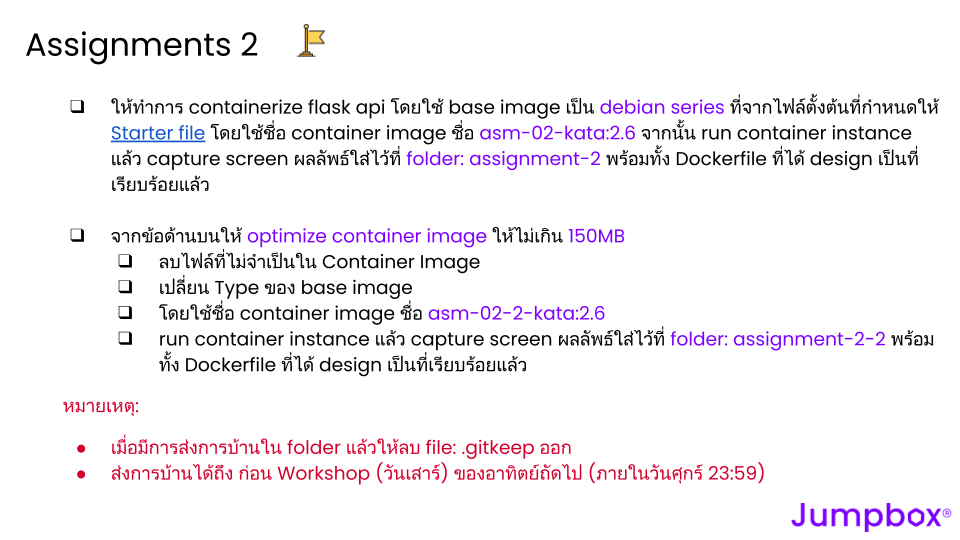 Assignments 2
❑ ให้ทำการ containerize flask api โดยใช้ base image เป็น debian series ที่จากไฟล์ตั้งต้นที่กำหนดให้
Starter file โดยใช้ชื่อ container image ชื่อ asm-02-kata:2.6 จากนั้น run container instance
แล้ว capture screen ผลลัพธ์ใส่ไว้ที่ folder: assignment-2 พร้อมทั้ง Dockerfile ที่ได้ design เป็นที่
เรียบร้อยแล้ว
❑ จากข้อด้านบนให้ optimize container image ให้ไม่เกิน 150MB
❑ ลบไฟล์ที่ไม่จำเป็นใน Container Image
❑ เปลี่ยน Type ของ base image
❑ โดยใช้ชื่อ container image ชื่อ asm-02-2-kata:2.6
❑ run container instance แล้ว capture screen ผลลัพธ์ใส่ไว้ที่ folder: assignment-2-2 พร้อม
ทั้ง Dockerfile ที่ได้ design เป็นที่เรียบร้อยแล้ว
หมายเหตุ:
● เมื่อมีการส่งการบ้านใน folder แล้วให้ลบ file: .gitkeep ออก
● ส่งการบ้านได้ถึง ก่อน Workshop (วันเสาร์) ของอาทิตย์ถัดไป (ภายในวันศุกร์ 23:59)
Jumpbox®